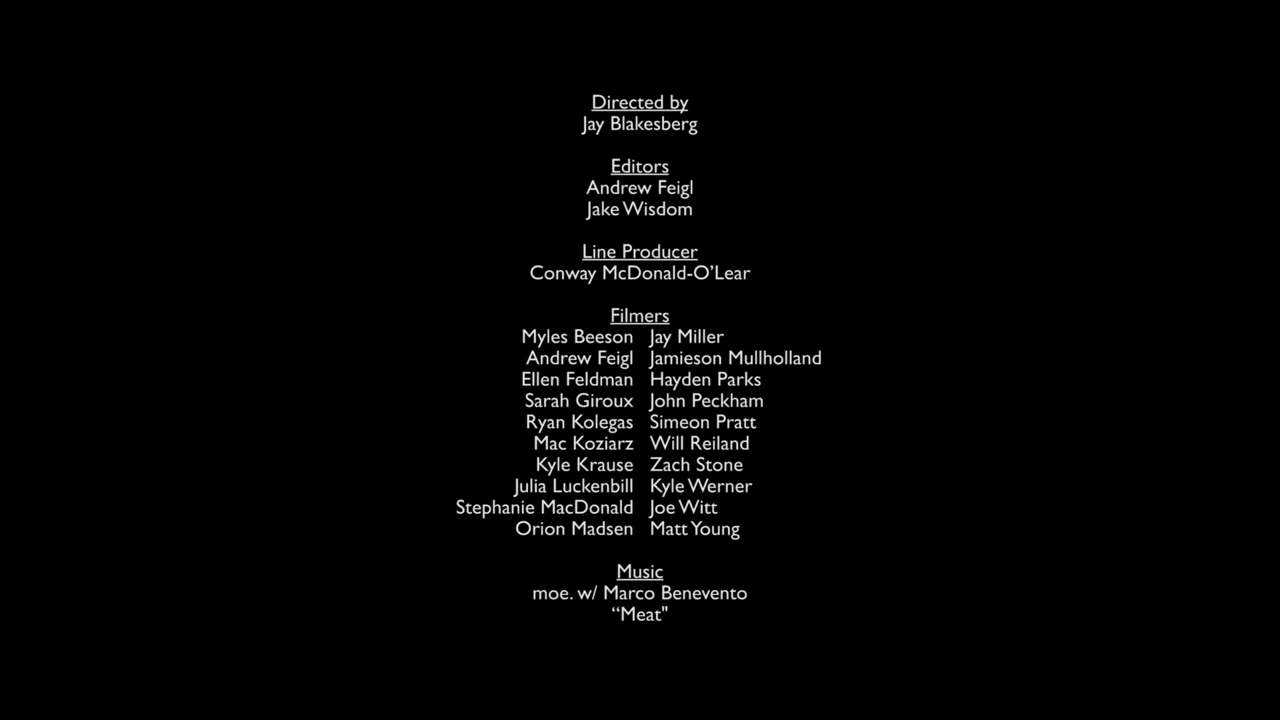 Directed by
Jay Blakesberg
Editors
Andrew Feigl
Jake Wisdom
Line Producer
Conway McDonald-O’Lear
Filmers
Myles Beeson Jay Miller
Andrew Feigl Jamieson Mullholland
Ellen Feldman Hayden Parks
Sarah Giroux John Peckham
Ryan Kolegas Simeon Pratt
Mac Koziarz Will Reiland
Kyle Krause Zach Stone
Julia Luckenbill Kyle Werner
Stephanie MacDonald Joe Witt
Orion Madsen Matt Young
Music
moe. w/ Marco Benevento
“Meat"